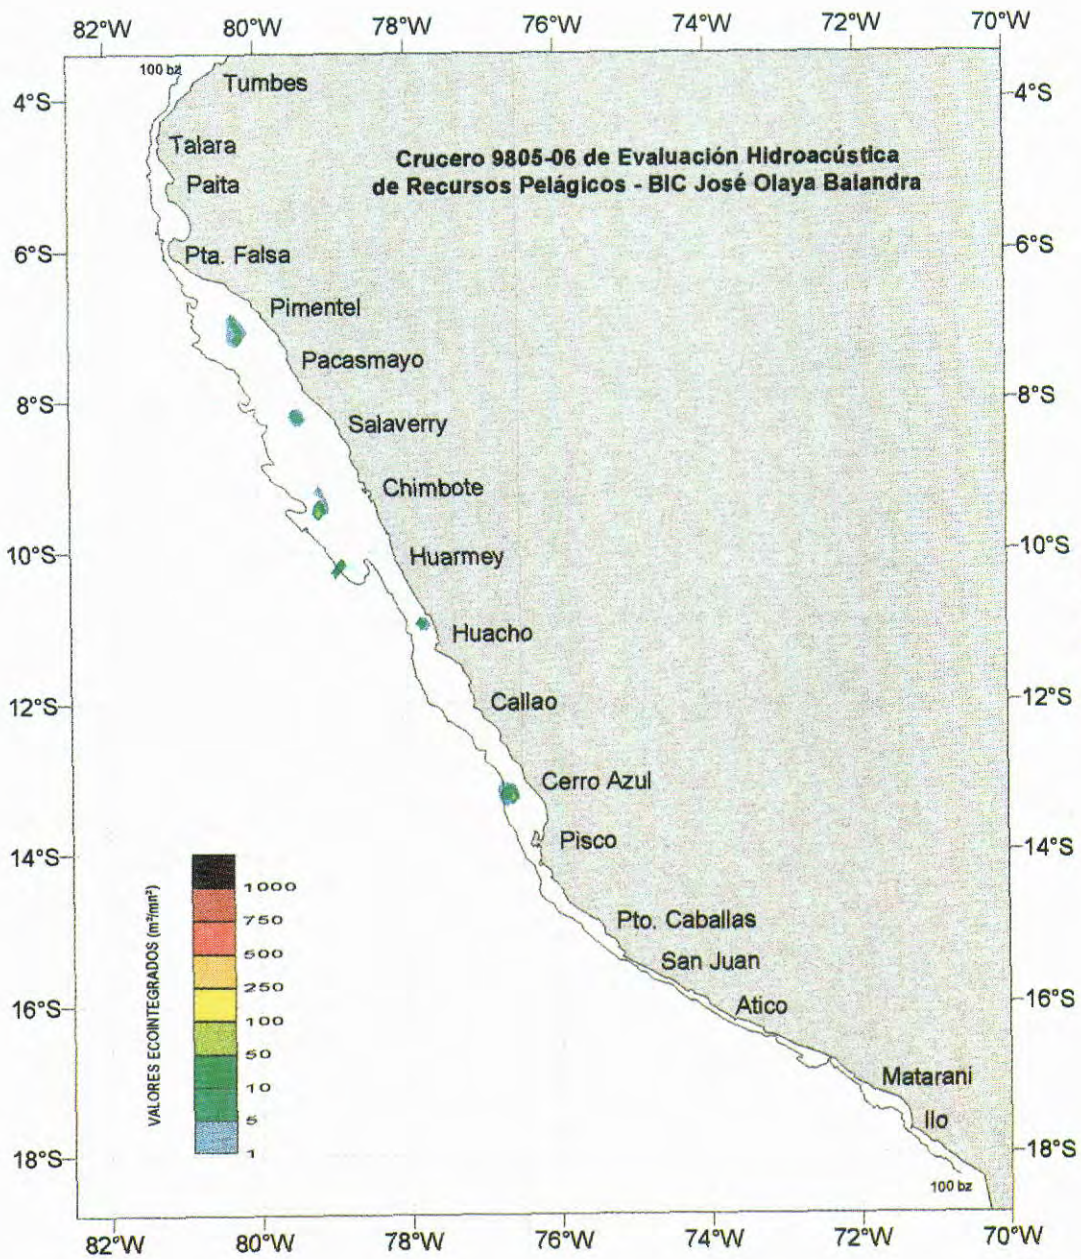 82°W 80°W 78°W 76°W 74°W 72°W 70°W
100 bz
Tumbes
4°S 4°S
Talara
Crucero 9805-06 de Evaluación Hidroacústica
de Recursos Pelágicos - BIC José Olaya Balandra
Paita
6°S 6°S
Pta. Falsa
Pimentel
Pacasmayo
8°S 8°S
Salaverry
Chimbote
10°S 10°S
Huarmey
Huacho
12°S 12°S
Callao
Cerro Azul
Pisco
14°S 14°S
VALORES ECOINTEGRADOS (m²/mn²)
1000
750
500
250
100
50
10
5
1
Pto. Caballas
San Juan
16°S 16°S
Atico
Matarani
Ilo
18°S 18°S
100 bz
82°W 80°W 78°W 76°W 74°W 72°W 70°W